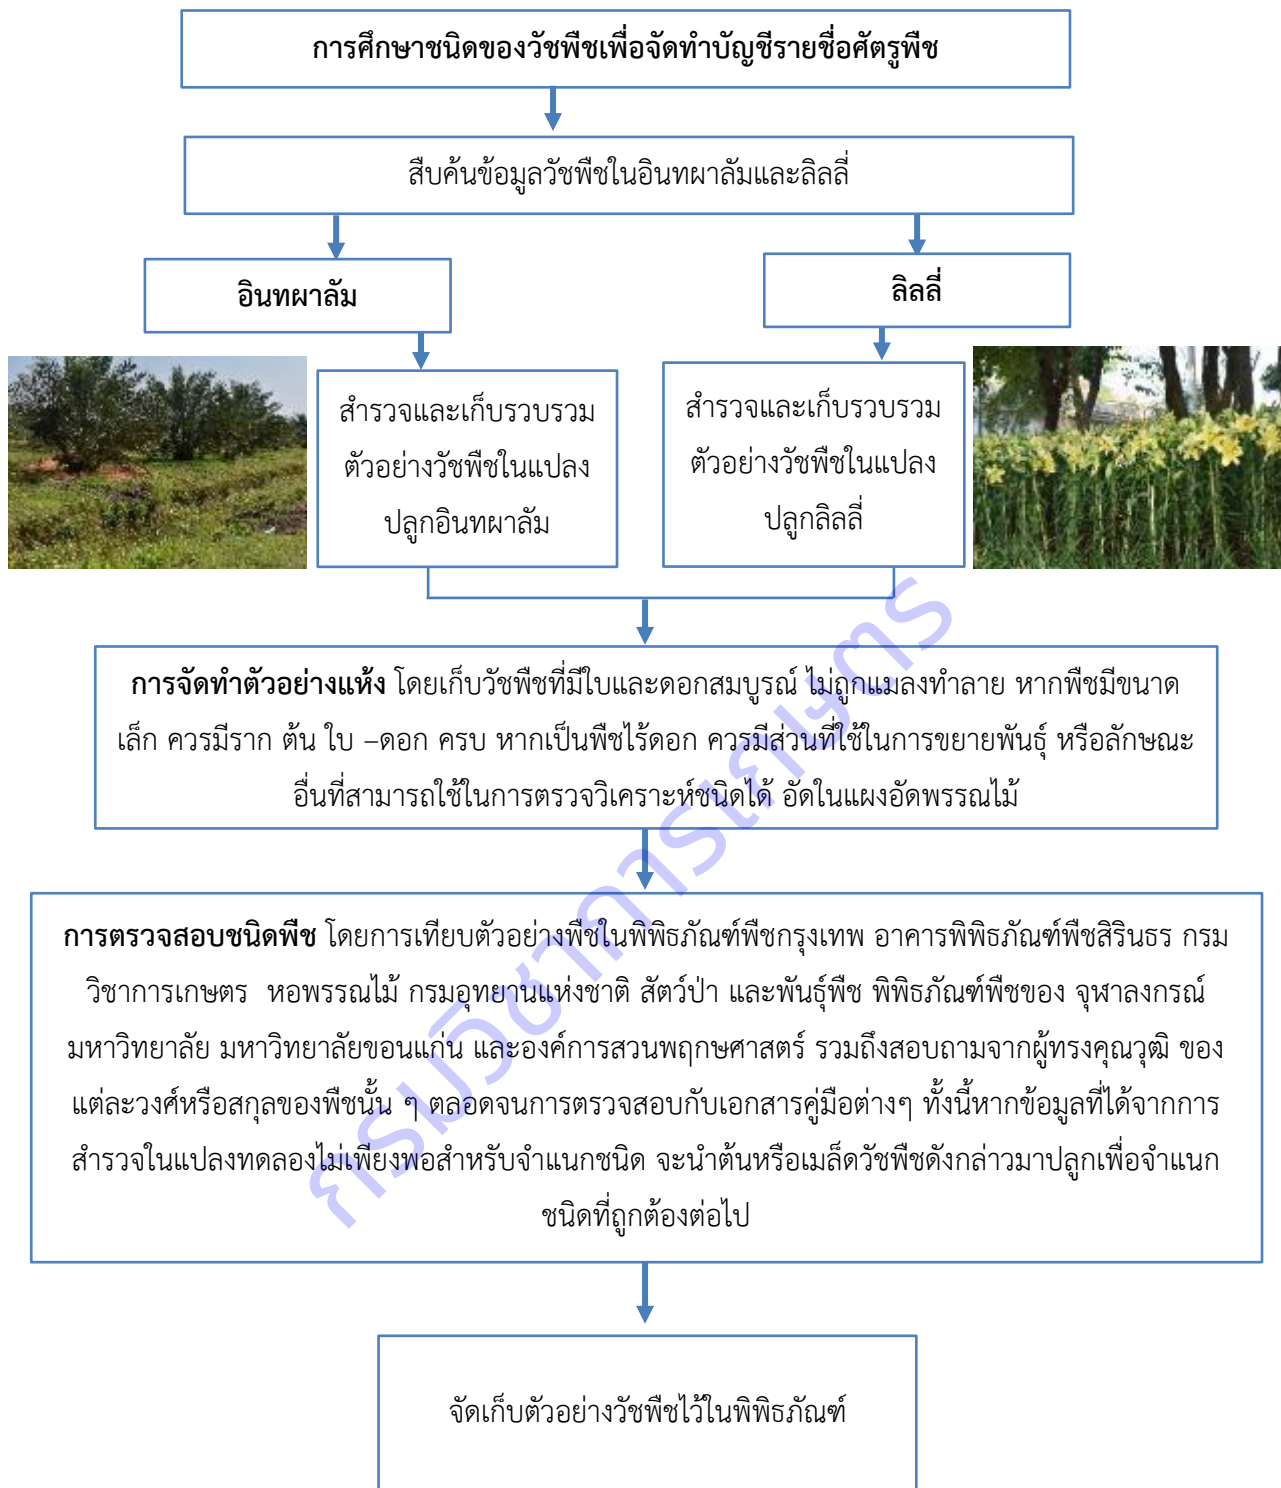 การศึกษาชนิดของวัชพืชเพื่อจัดทำบัญชีรายชื่อศัตรูพืช
สืบค้นข้อมูลวัชพืชในอินทผาลัมและลิลลี่
อินทผาลัม
ลิลลี่
สำรวจและเก็บรวบรวม
ตัวอย่างวัชพืชในแปลง
ปลูกอินทผาลัม
สำรวจและเก็บรวบรวม
ตัวอย่างวัชพืชในแปลง
ปลูกลิลลี่
การจัดทำตัวอย่างแห้ง โดยเก็บวัชพืชที่มีใบและดอกสมบูรณ์ ไม่ถูกแมลงทำลาย หากพืชมีขนาด
เล็ก ควรมีราก ต้น ใบ –ดอก ครบ หากเป็นพืชไร้ดอก ควรมีส่วนที่ใช้ในการขยายพันธุ์ หรือลักษณะ
อื่นที่สามารถใช้ในการตรวจวิเคราะห์ชนิดได้ อัดในแผงอัดพรรณไม้
การตรวจสอบชนิดพืช โดยการเทียบตัวอย่างพืชในพิพิธภัณฑ์พืชกรุงเทพ อาคารพิพิธภัณฑ์พืชสิรินธร กรม
วิชาการเกษตร หอพรรณไม้ กรมอุทยานแห่งชาติ สัตว์ป่า และพันธุ์พืช พิพิธภัณฑ์พืชของ จุฬาลงกรณ์
มหาวิทยาลัย มหาวิทยาลัยขอนแก่น และองค์การสวนพฤกษศาสตร์ รวมถึงสอบถามจากผู้ทรงคุณวุฒิ ของ
แต่ละวงศ์หรือสกุลของพืชนั้น ๆ ตลอดจนการตรวจสอบกับเอกสารคู่มือต่างๆ ทั้งนี้หากข้อมูลที่ได้จากการ
สำรวจในแปลงทดลองไม่เพียงพอสำหรับจำแนกชนิด จะนำต้นหรือเมล็ดวัชพืชดังกล่าวมาปลูกเพื่อจำแนก
ชนิดที่ถูกต้องต่อไป
จัดเก็บตัวอย่างวัชพืชไว้ในพิพิธภัณฑ์
กรมวิชาการเกษตร